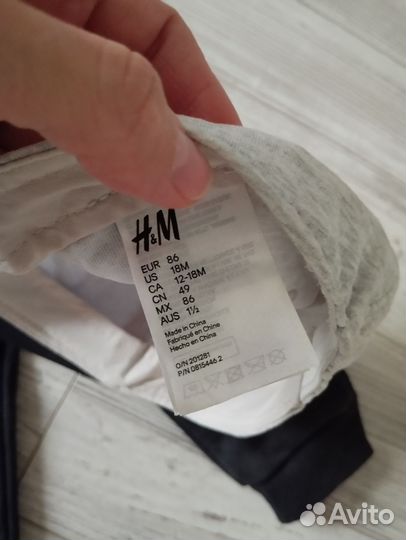 H&M
EUR 86
US 18M
CA 12-18M
CN 49
MX 86
AUS 1½
Made in China
Fabriqué en Chine
Hecho en China
O/N 201281
P/N 0815446.2
Avito